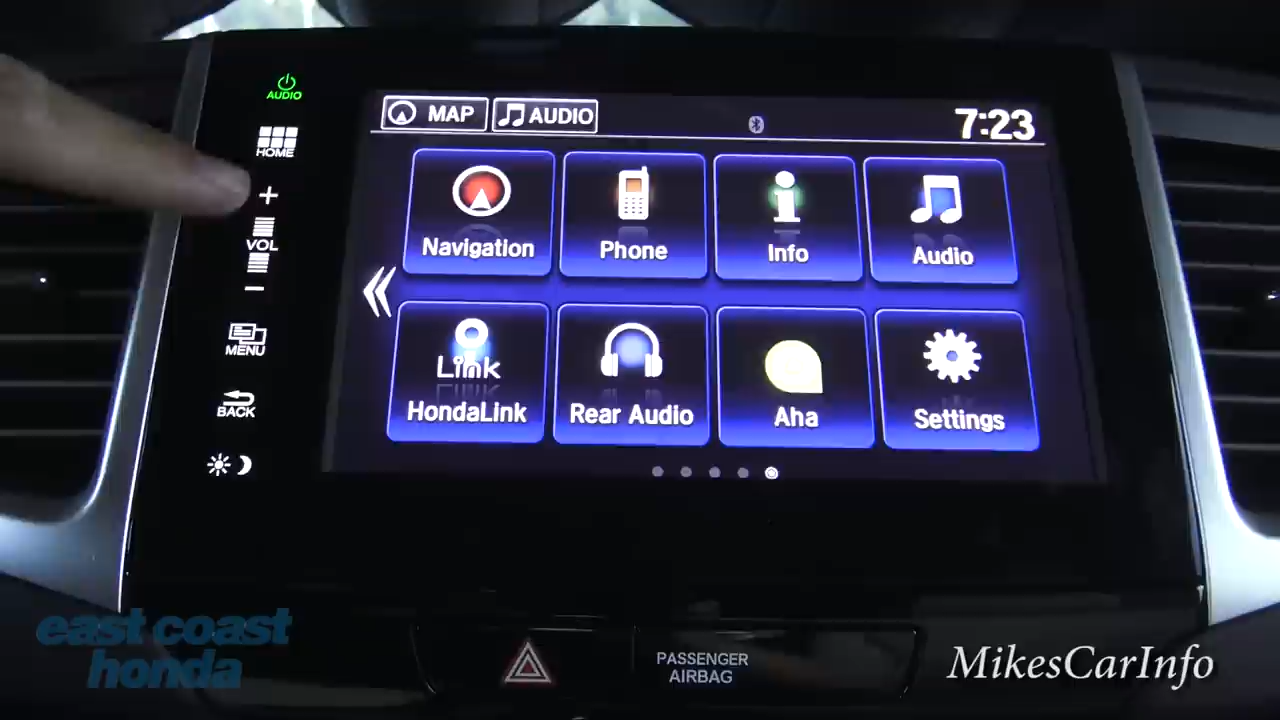 AUDIO
HOME
+
VOL
−
MENU
BACK
MAP
AUDIO
7:23
Navigation
Phone
Info
Audio
Link
HondaLink
Rear Audio
Aha
Settings
PASSENGER
AIRBAG
east coast
honda
MikesCarInfo